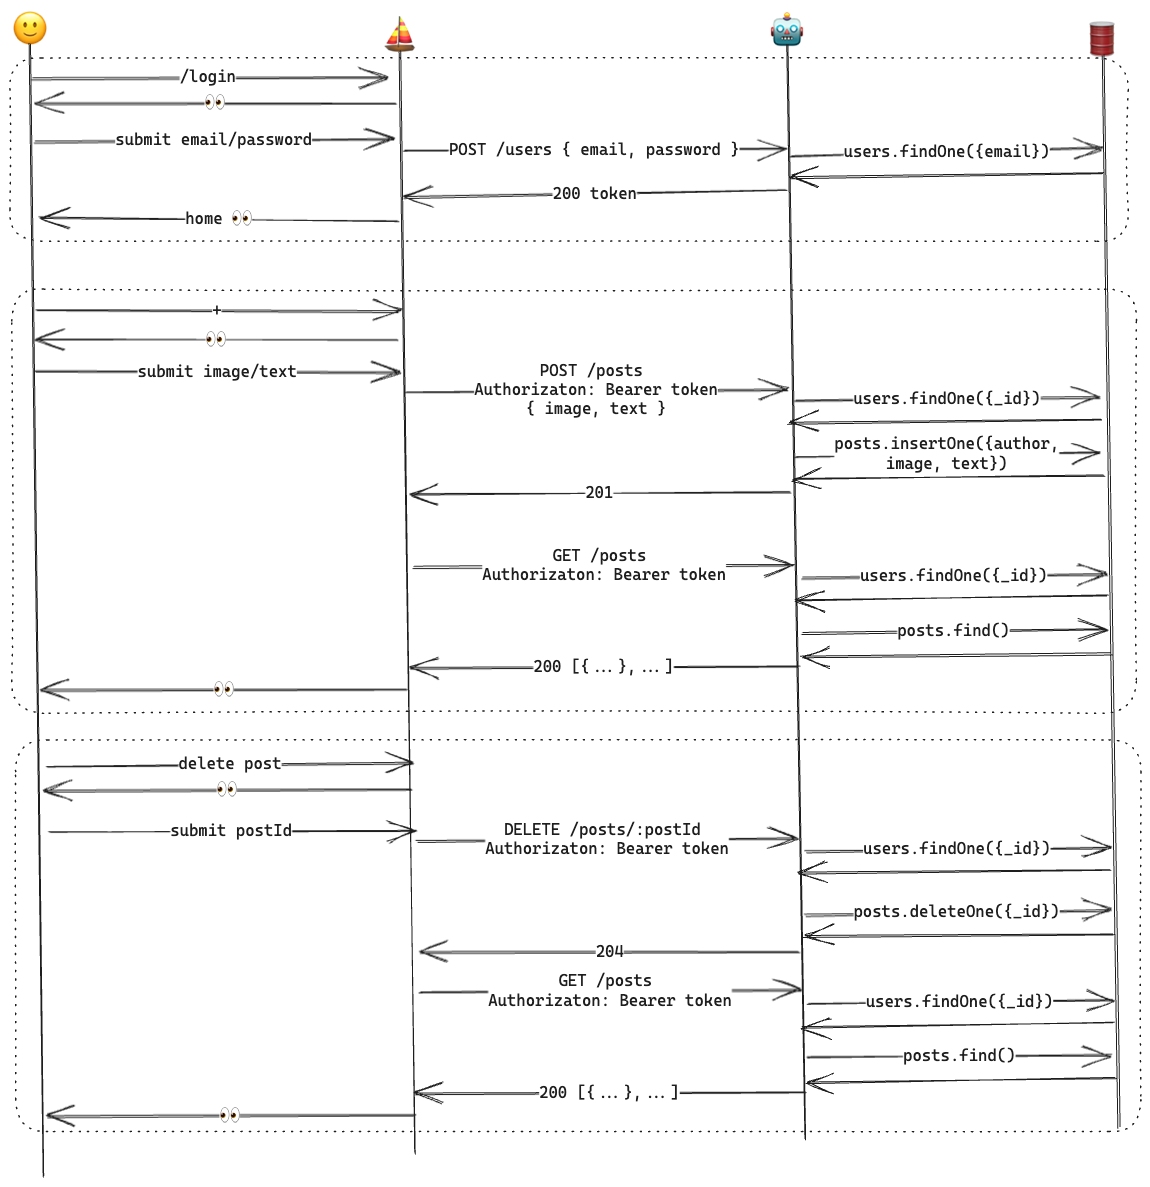 /login
submit email/password
POST /users { email, password }
users.findOne({email})
200 token
home
+
submit image/text
POST /posts
Authorizaton: Bearer token
{ image, text }
users.findOne({_id})
posts.insertOne({author,
image, text})
201
GET /posts
Authorizaton: Bearer token
users.findOne({_id})
posts.find()
200 [{...},...]
delete post
submit postId
DELETE /posts/:postId
Authorizaton: Bearer token
users.findOne({_id})
posts.deleteOne({_id})
204
GET /posts
Authorizaton: Bearer token
users.findOne({_id})
posts.find()
200 [{...},...]